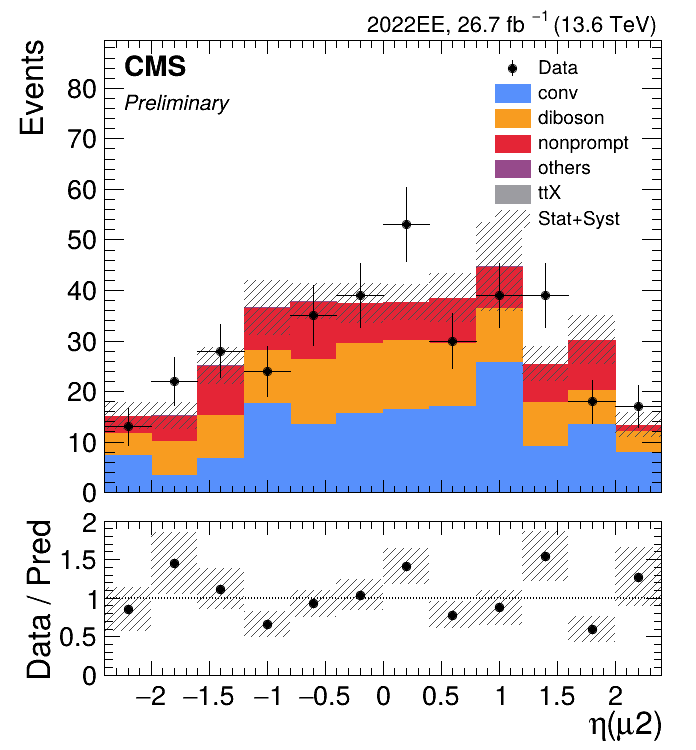 2022EE, 26.7 fb⁻¹ (13.6 TeV)
CMS
Preliminary
Events
80
70
60
50
40
30
20
10
0
Data
conv
diboson
nonprompt
others
ttX
Stat+Syst
Data / Pred
2
1.5
1
0.5
0
−2 −1.5 −1 −0.5 0 0.5 1 1.5 2
η(μ2)